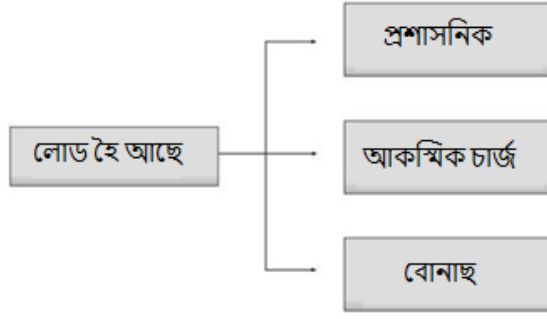 প্ৰশাসনিক
লোড হৈ আছে
আকস্মিক চাৰ্জ
বোনাছ